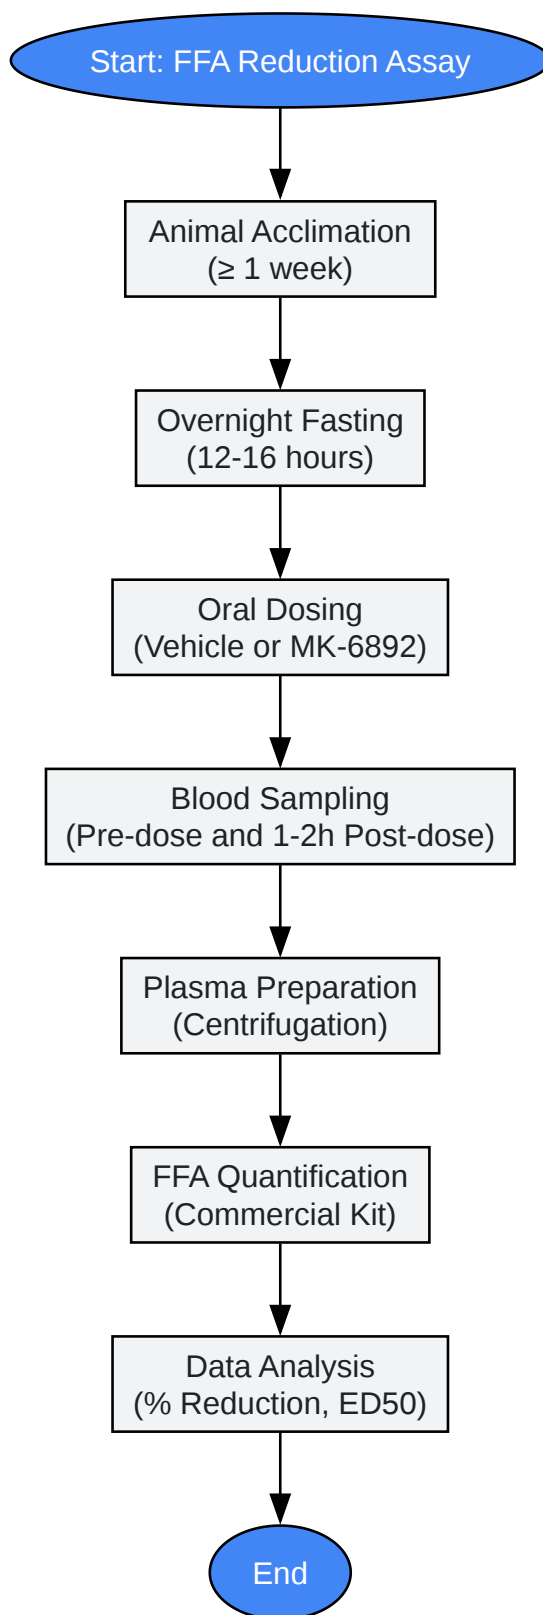 Start: FFA Reduction Assay
Animal Acclimation
(≥ 1 week)
Overnight Fasting
(12-16 hours)
Oral Dosing
(Vehicle or MK-6892)
Blood Sampling
(Pre-dose and 1-2h Post-dose)
Plasma Preparation
(Centrifugation)
FFA Quantification
(Commercial Kit)
Data Analysis
(% Reduction, ED50)
End